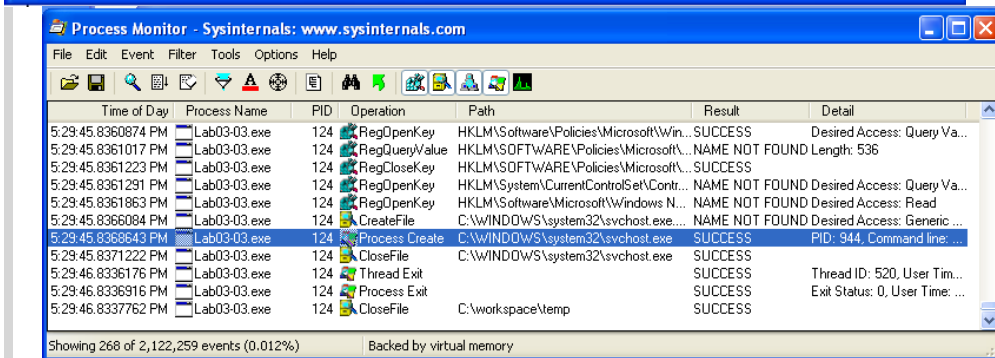 Process Monitor - Sysinternals: www.sysinternals.com
File Edit Event Filter Tools Options Help
Time of Day Process Name PID Operation Path Result Detail
5:29:45.8360874 PM Lab03-03.exe 124 RegOpenKey HKLM\Software\Policies\Microsoft\Win... SUCCESS Desired Access: Query Va...
5:29:45.8361017 PM Lab03-03.exe 124 RegQueryValue HKLM\SOFTWARE\Policies\Microsoft\... NAME NOT FOUND Length: 536
5:29:45.8361223 PM Lab03-03.exe 124 RegCloseKey HKLM\SOFTWARE\Policies\Microsoft\... SUCCESS
5:29:45.8361291 PM Lab03-03.exe 124 RegOpenKey HKLM\System\CurrentControlSet\Contr... NAME NOT FOUND Desired Access: Query Va...
5:29:45.8361863 PM Lab03-03.exe 124 RegOpenKey HKLM\Software\Microsoft\Windows N... NAME NOT FOUND Desired Access: Read
5:29:45.8366084 PM Lab03-03.exe 124 CreateFile C:\WINDOWS\system32\svchost.exe.... NAME NOT FOUND Desired Access: Generic ...
5:29:45.8368643 PM Lab03-03.exe 124 Process Create C:\WINDOWS\system32\svchost.exe SUCCESS PID: 944, Command line: ...
5:29:45.8371222 PM Lab03-03.exe 124 CloseFile C:\WINDOWS\system32\svchost.exe SUCCESS
5:29:46.8336176 PM Lab03-03.exe 124 Thread Exit SUCCESS Thread ID: 520, User Tim...
5:29:46.8336916 PM Lab03-03.exe 124 Process Exit SUCCESS Exit Status: 0, User Time: ...
5:29:46.8337762 PM Lab03-03.exe 124 CloseFile C:\workspace\temp SUCCESS
Showing 268 of 2,122,259 events (0.012%) Backed by virtual memory